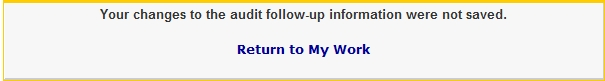 Your changes to the audit follow-up information were not saved.
Return to My Work